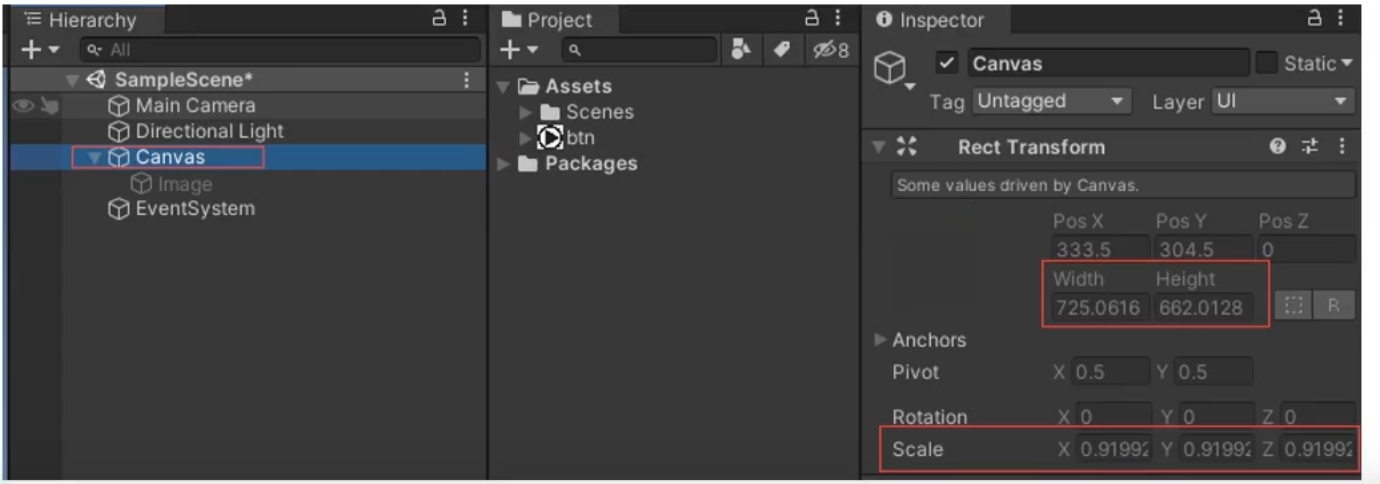 Hierarchy
All
SampleScene*
Main Camera
Directional Light
Canvas
Image
EventSystem
Project
8
Assets
Scenes
btn
Packages
Inspector
Canvas Static
Tag Untagged Layer UI
Rect Transform
Some values driven by Canvas.
Pos X Pos Y Pos Z
333.5 304.5 0
Width Height
725.0616 662.0128 R
Anchors
Pivot X 0.5 Y 0.5
Rotation X 0 Y 0 Z 0
Scale X 0.91992 Y 0.91992 Z 0.91992